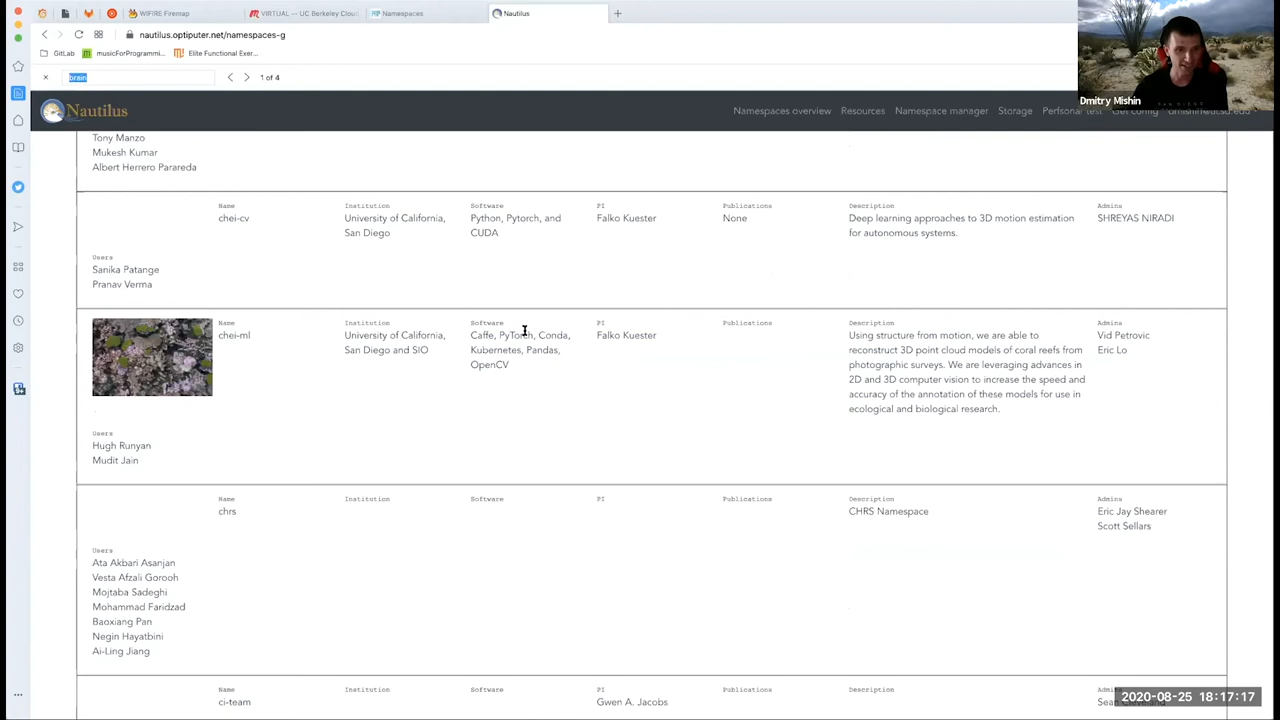 WIFIRE Firemap
VIRTUAL -- UC Berkeley Clou
Namespaces
Nautilus
nautilus.optiputer.net/namespaces-g
GitLab
musicForProgrammi...
Elite Functional Exer...
brain
1 of 4
Nautilus
Namespaces overview
Resources
Namespace manager
Storage
Perfsonar test
Get config
dmishin@ucsd.edu
Dmitry Mishin
Tony Manzo
Mukesh Kumar
Albert Herrero Parareda
Name
chei-cv
Institution
University of California,
San Diego
Software
Python, Pytorch, and
CUDA
PI
Falko Kuester
Publications
None
Description
Deep learning approaches to 3D motion estimation
for autonomous systems.
Admins
SHREYAS NIRADI
Users
Sanika Patange
Pranav Verma
Name
chei-ml
Institution
University of California,
San Diego and SIO
Software
Caffe, PyTorch, Conda,
Kubernetes, Pandas,
OpenCV
PI
Falko Kuester
Publications
Description
Using structure from motion, we are able to
reconstruct 3D point cloud models of coral reefs from
photographic surveys. We are leveraging advances in
2D and 3D computer vision to increase the speed and
accuracy of the annotation of these models for use in
ecological and biological research.
Admins
Vid Petrovic
Eric Lo
Users
Hugh Runyan
Mudit Jain
Name
chrs
Institution
Software
PI
Publications
Description
CHRS Namespace
Admins
Eric Jay Shearer
Scott Sellars
Users
Ata Akbari Asanjan
Vesta Afzali Gorooh
Mojtaba Sadeghi
Mohammad Faridzad
Baoxiang Pan
Negin Hayatbini
Ai-Ling Jiang
Name
ci-team
Institution
Software
PI
Gwen A. Jacobs
Publications
Description
2020-08-25 18:17:17